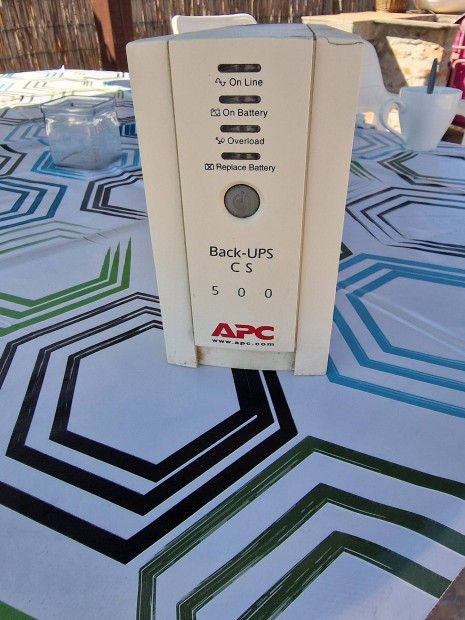 On Line
On Battery
Overload
Replace Battery
Back-UPS
CS
500
APC
www.apc.com